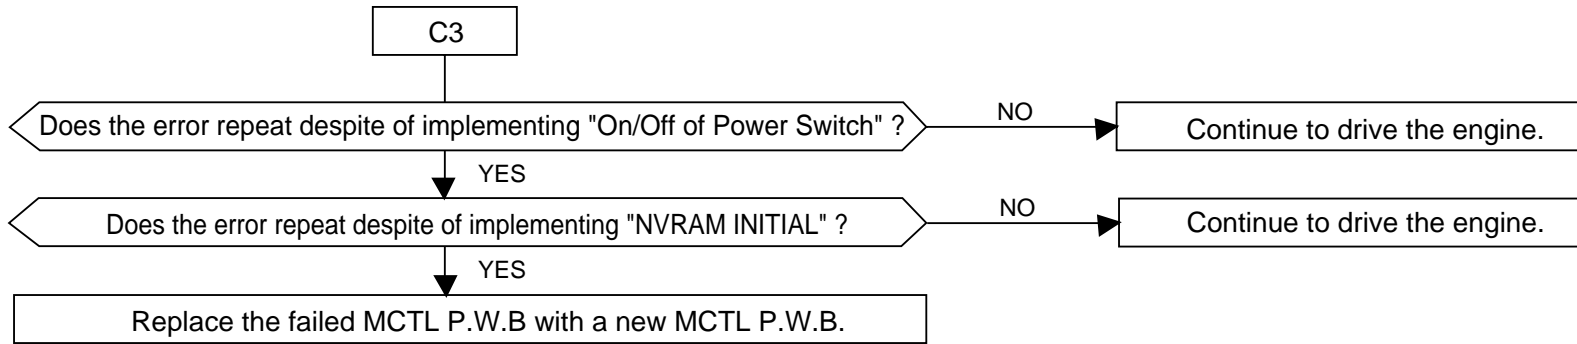 C3
Does the error repeat despite of implementing "On/Off of Power Switch" ?
NO
Continue to drive the engine.
YES
Does the error repeat despite of implementing "NVRAM INITIAL" ?
NO
Continue to drive the engine.
YES
Replace the failed MCTL P.W.B with a new MCTL P.W.B.